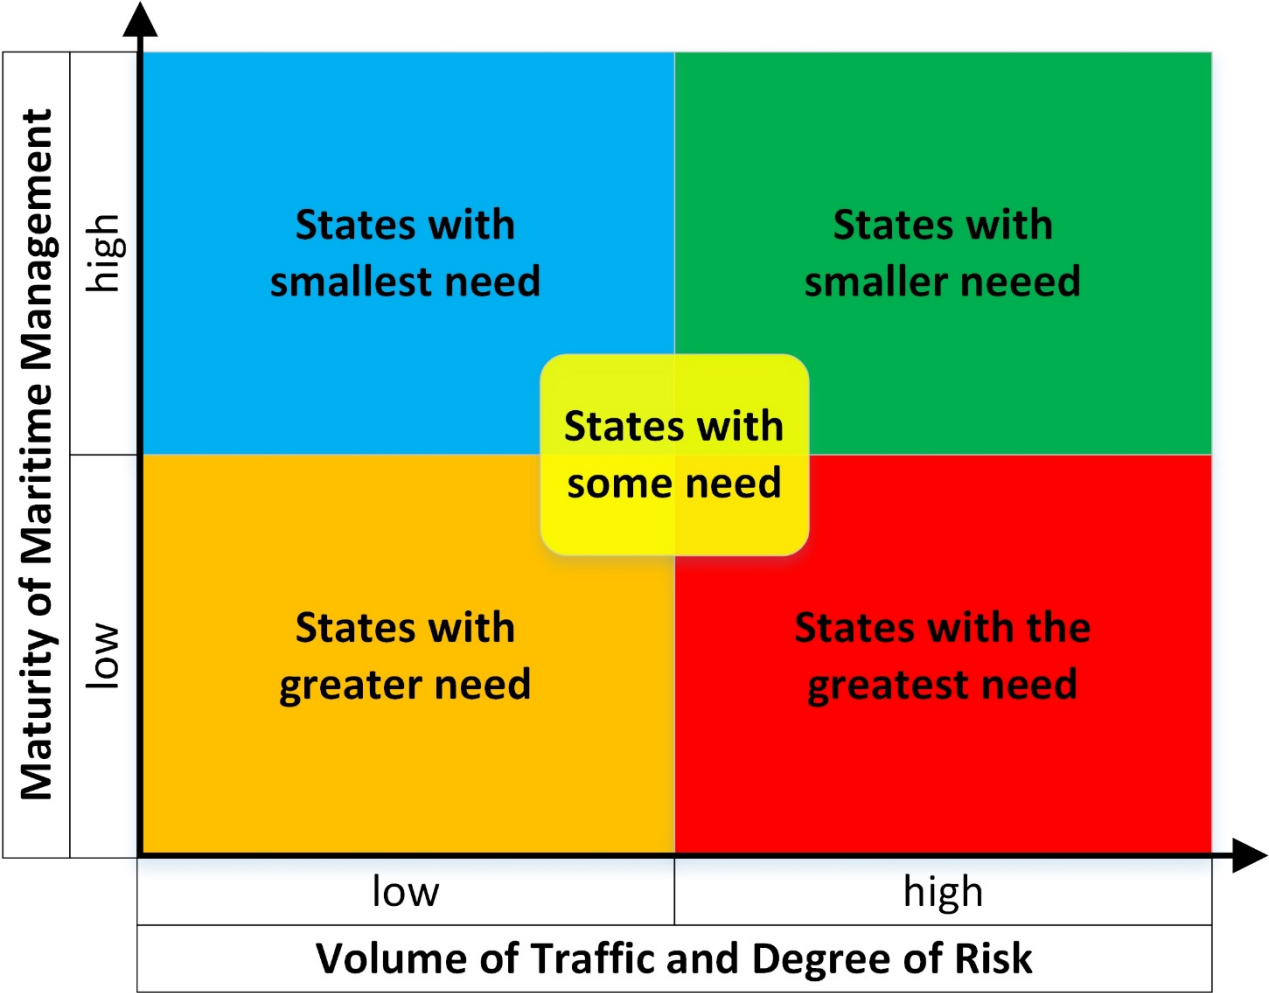 Maturity of Maritime Management
high
low
States with
smallest need
States with
smaller neeed
States with
some need
States with
greater need
States with the
greatest need
low
high
Volume of Traffic and Degree of Risk